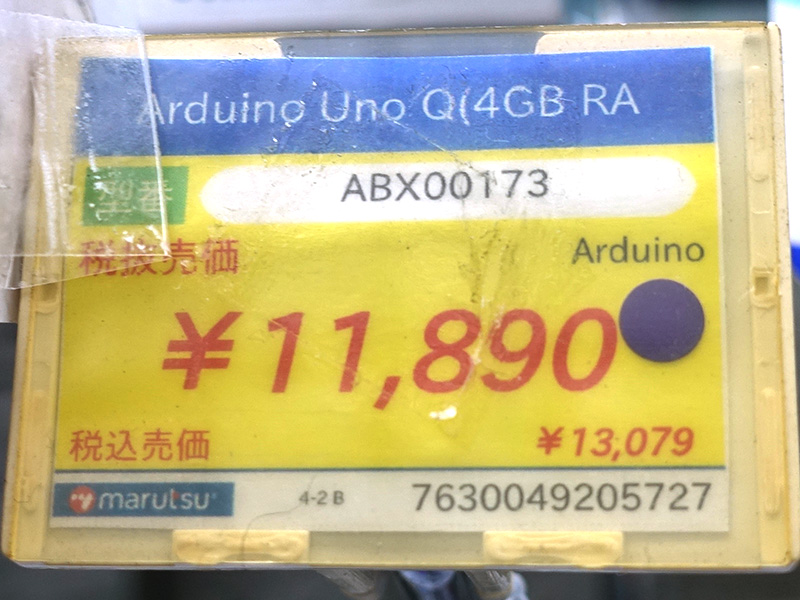 Arduino Uno Q(4GB RA
型番 ABX00173
税抜売価 Arduino
¥11,890
税込売価 ¥13,079
marutsu 4-2 B 7630049205727